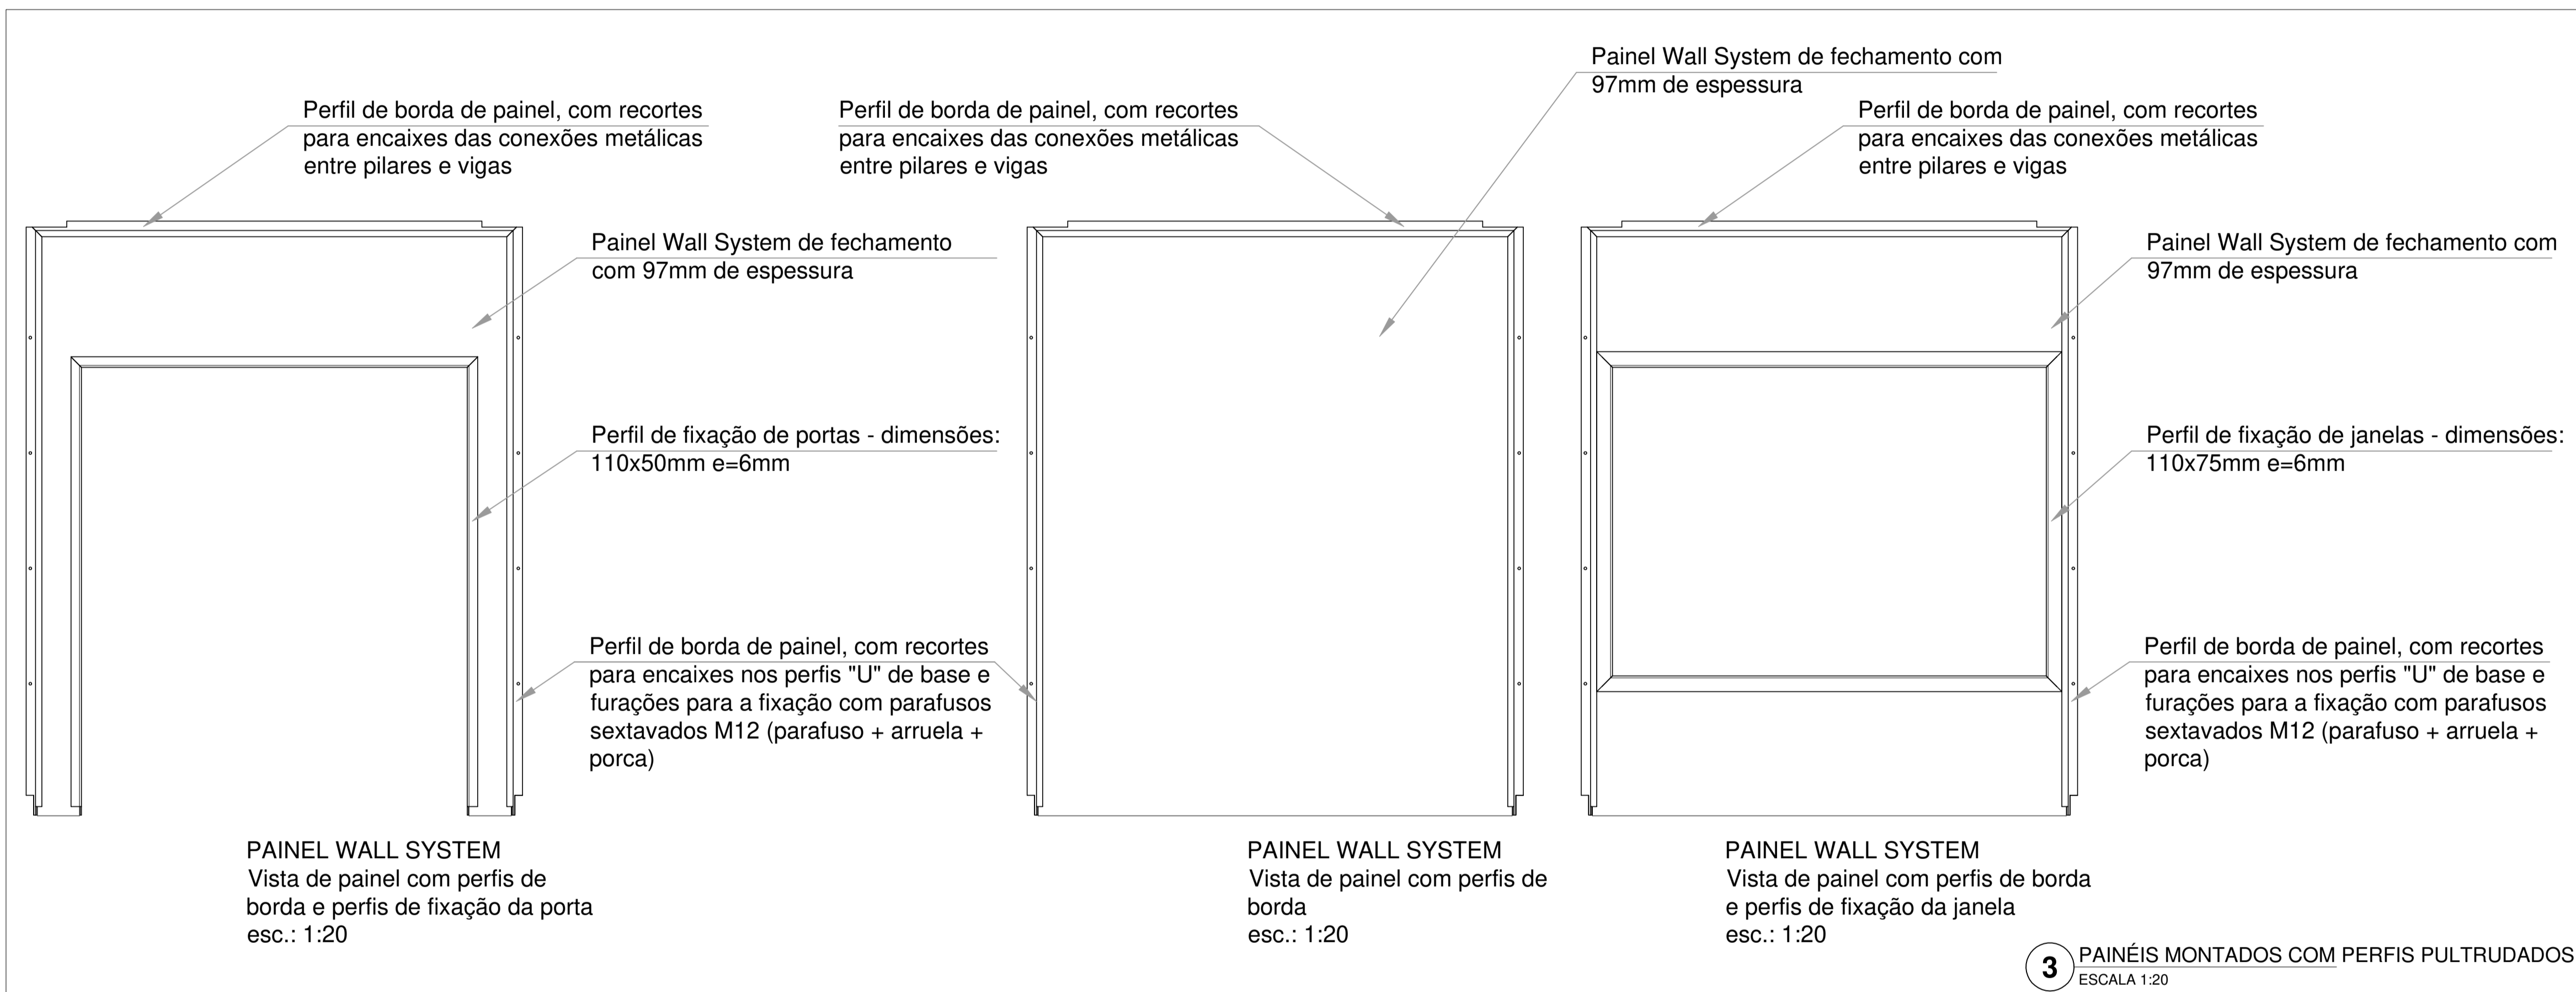 Painel Wall System de fechamento com
97mm de espessura
Perfil de borda de painel, com recortes
para encaixes das conexões metálicas
entre pilares e vigas
Perfil de borda de painel, com recortes
para encaixes das conexões metálicas
entre pilares e vigas
Perfil de borda de painel, com recortes
para encaixes das conexões metálicas
entre pilares e vigas
Painel Wall System de fechamento
com 97mm de espessura
Painel Wall System de fechamento com
97mm de espessura
Perfil de fixação de portas - dimensões:
110x50mm e=6mm
Perfil de fixação de janelas - dimensões:
110x75mm e=6mm
Perfil de borda de painel, com recortes
para encaixes nos perfis "U" de base e
furações para a fixação com parafusos
sextavados M12 (parafuso + arruela +
porca)
Perfil de borda de painel, com recortes
para encaixes nos perfis "U" de base e
furações para a fixação com parafusos
sextavados M12 (parafuso + arruela +
porca)
PAINEL WALL SYSTEM
Vista de painel com perfis de
borda e perfis de fixação da porta
esc.: 1:20
PAINEL WALL SYSTEM
Vista de painel com perfis de
borda
esc.: 1:20
PAINEL WALL SYSTEM
Vista de painel com perfis de borda
e perfis de fixação da janela
esc.: 1:20
3 PAINÉIS MONTADOS COM PERFIS PULTRUDADOS
ESCALA 1:20